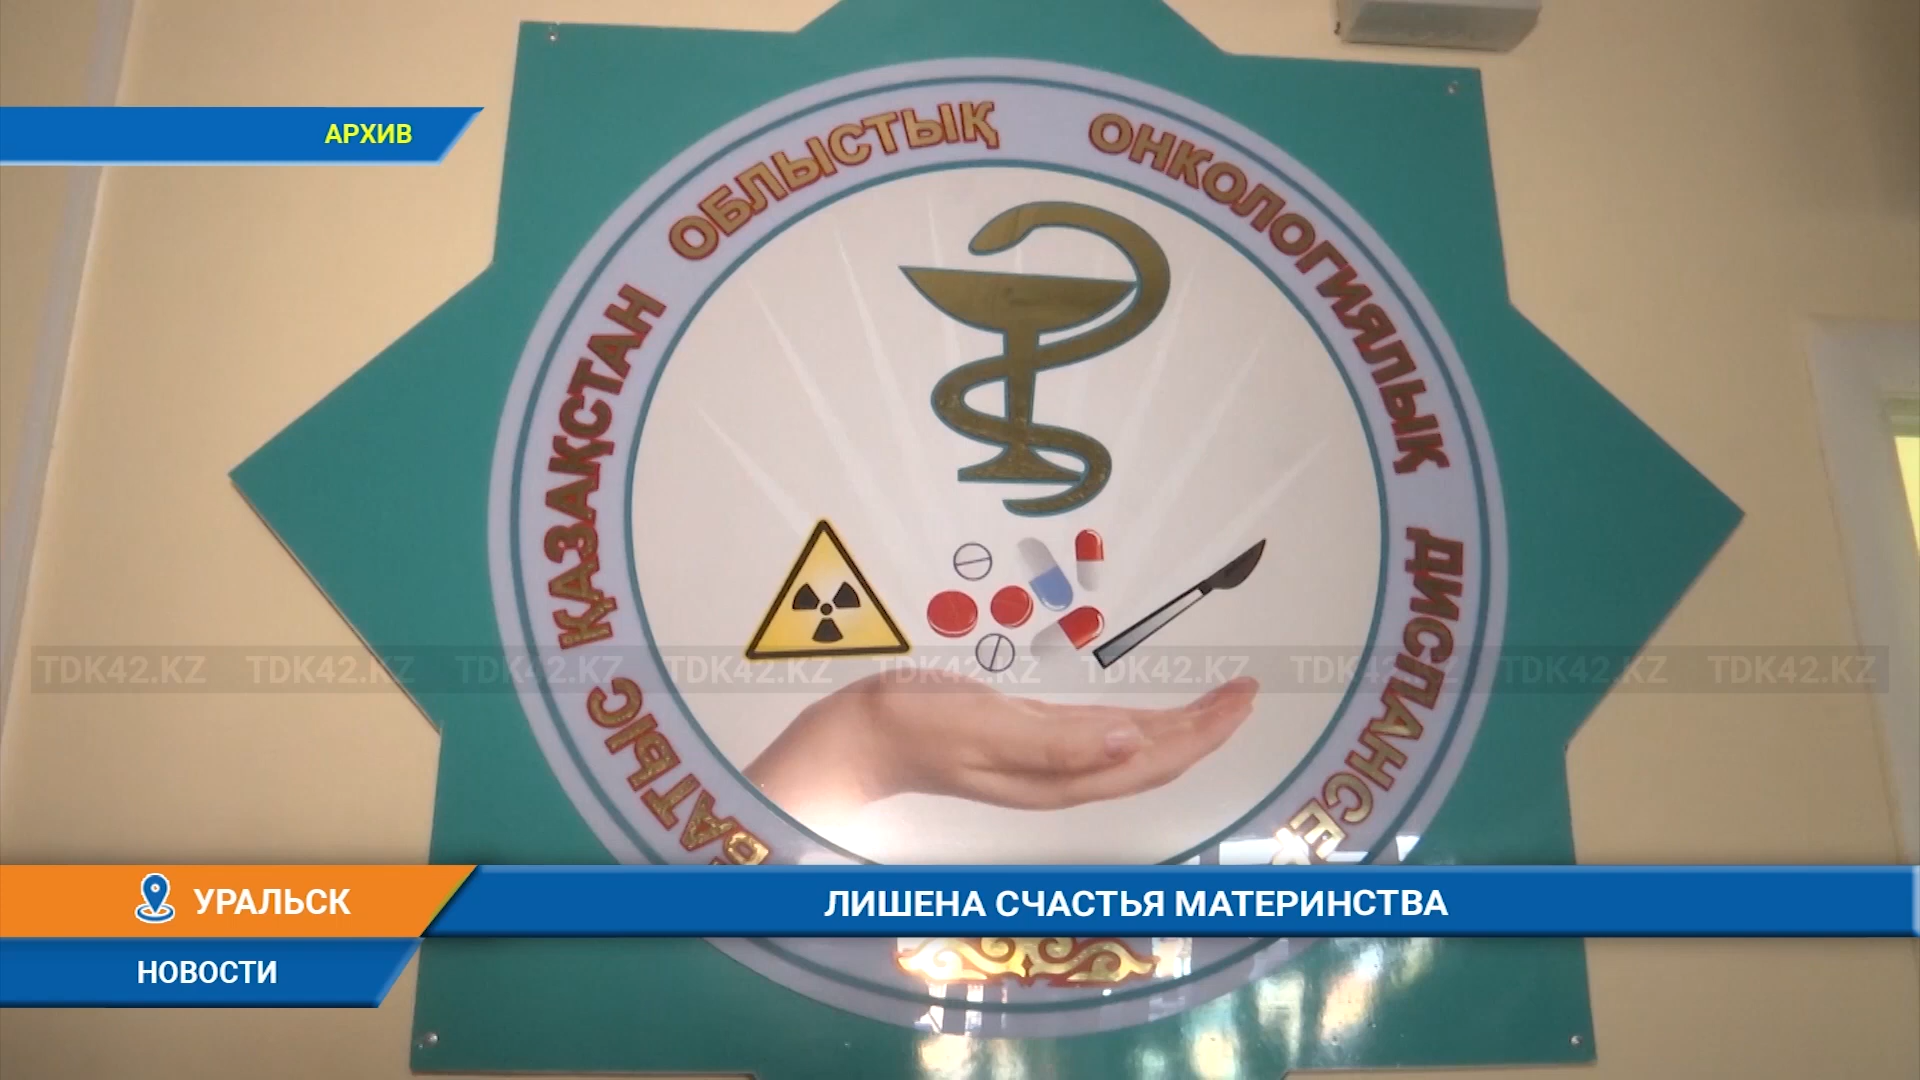 АРХИВ
БАТЫС ҚАЗАҚСТАН ОБЛЫСТЫҚ ОНКОЛОГИЯЛЫҚ
TDK42.KZ TDK42.KZ TDK42.KZ TDK42.KZ TDK42.KZ TDK42.KZ TDK42.KZ TDK42.KZ TDK42.KZ
УРАЛЬСК
ЛИШЕНА СЧАСТЬЯ МАТЕРИНСТВА
НОВОСТИ